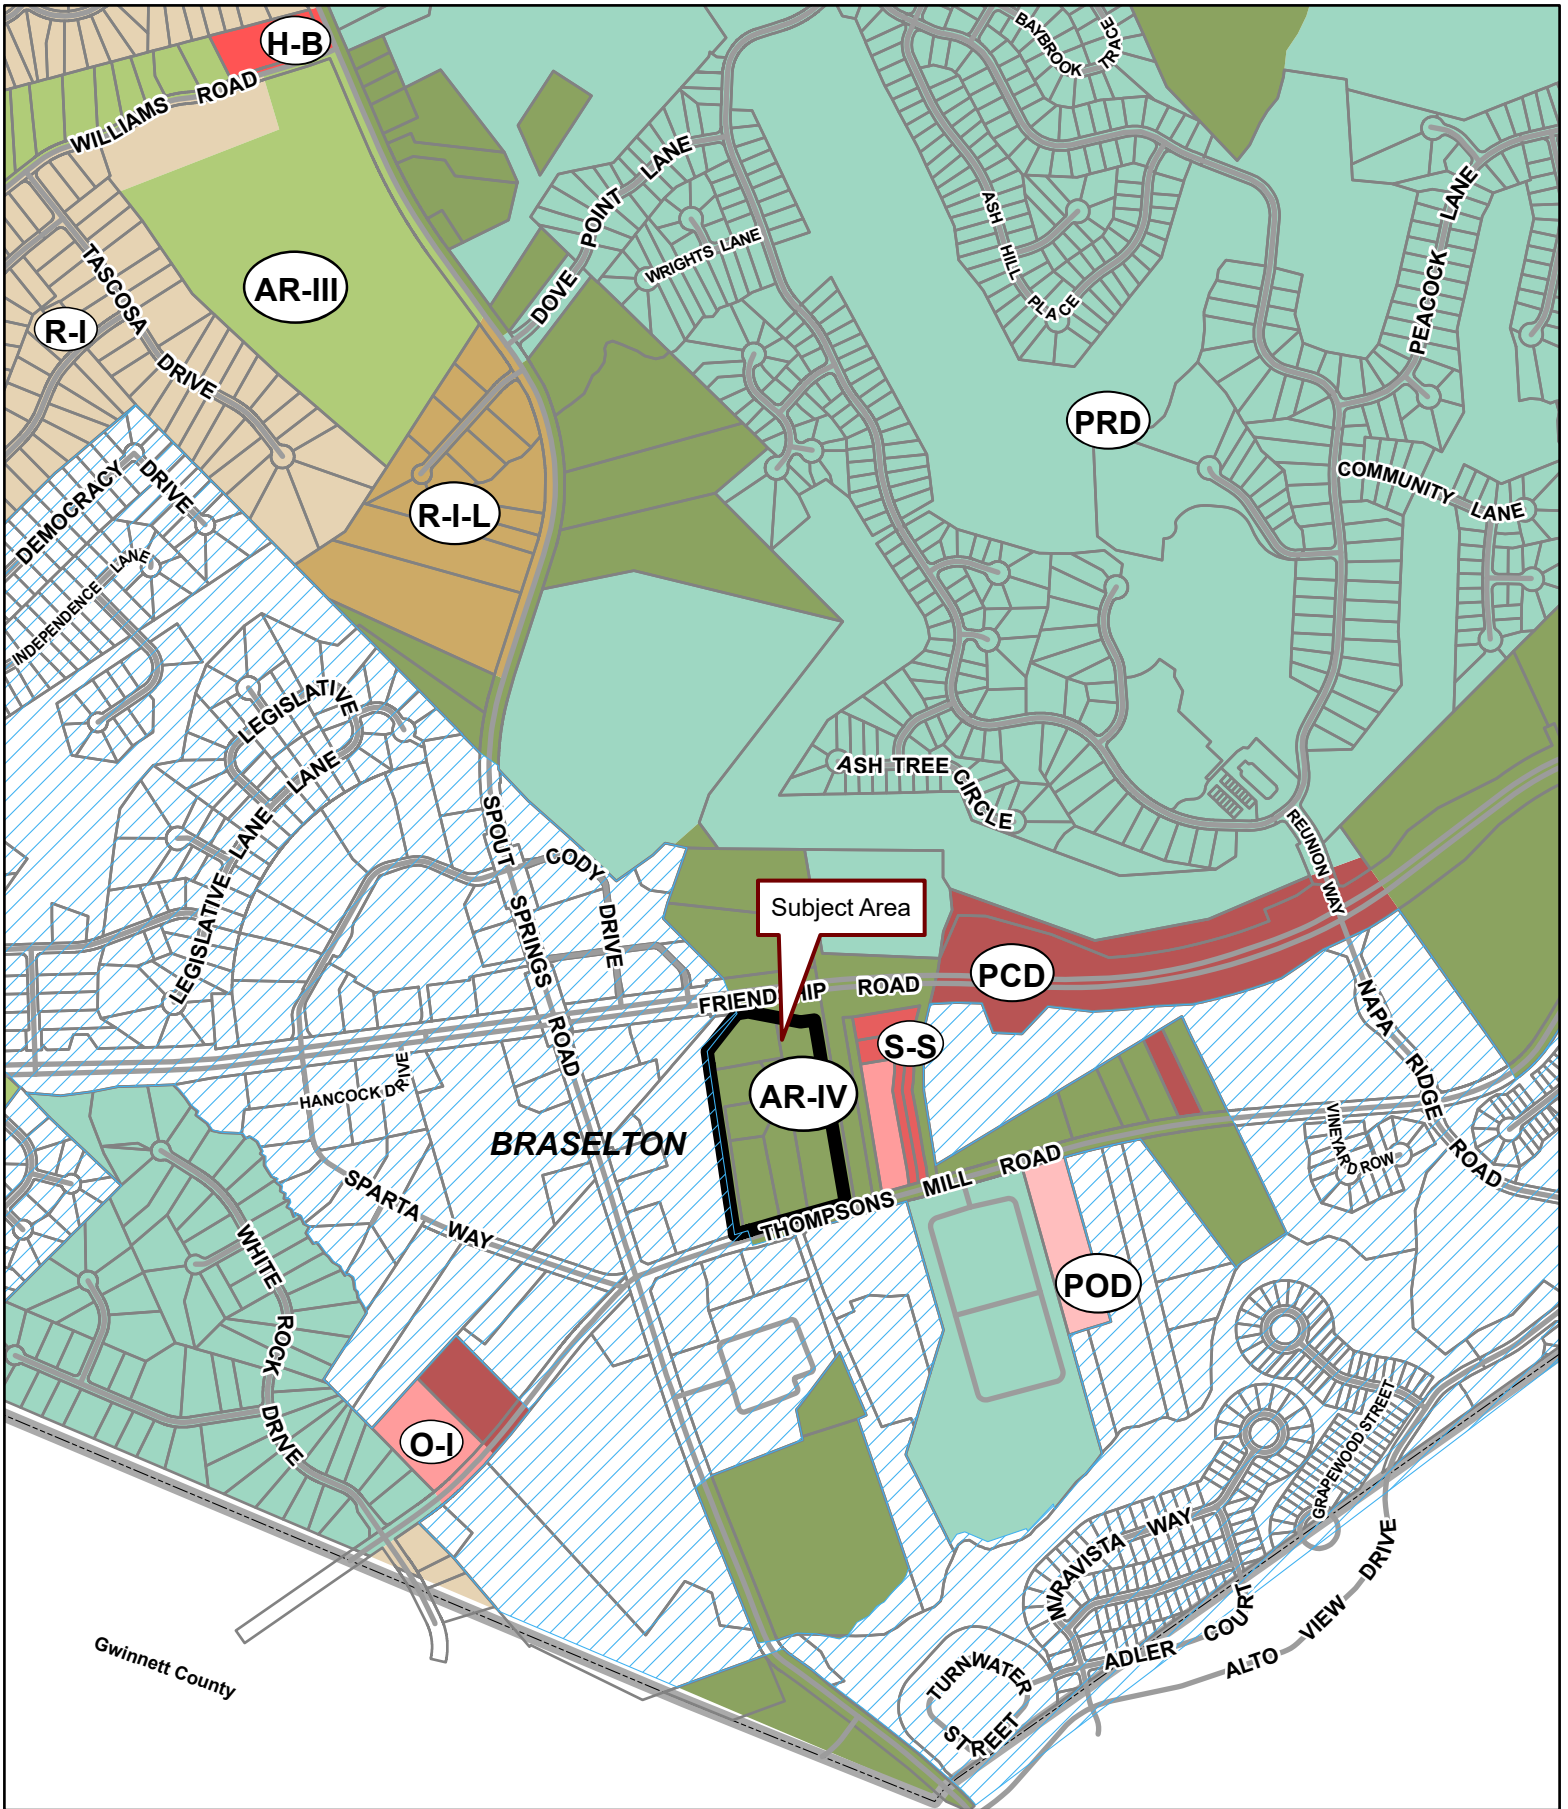 H-B
WILLIAMS ROAD
BAYBROOK TRACE
DOVE POINT LANE
WRIGHTS LANE
ASH HILL PLACE
PEACOCK LANE
TASCOSA DRIVE
AR-III
R-I
PRD
COMMUNITY LANE
DEMOCRACY DRIVE
R-I-L
INDEPENDENCE LANE
LEGISLATIVE
LANE
ASH TREE CIRCLE
LEGISLATIVE LANE
SPOUT SPRINGS ROAD
CODY DRIVE
REUNION WAY
Subject Area
FRIENDSHIP ROAD
PCD
NAPA RIDGE ROAD
S-S
HANCOCK DRIVE
AR-IV
BRASELTON
VINEYARD ROW
THOMPSONS MILL ROAD
SPARTA WAY
WHITE ROCK DRIVE
POD
O-I
GRAPEWOOD STREET
MIRAVISTA WAY
ADLER COURT
ALTO VIEW DRIVE
TURNWATER STREET
Gwinnett County